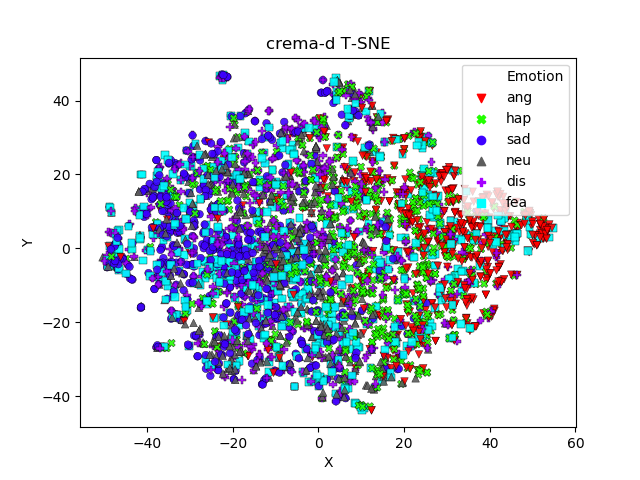 crema-d T-SNE
Emotion
ang
hap
sad
neu
dis
fea
40
20
0
−20
−40
Y
−40
−20
0
20
40
60
X